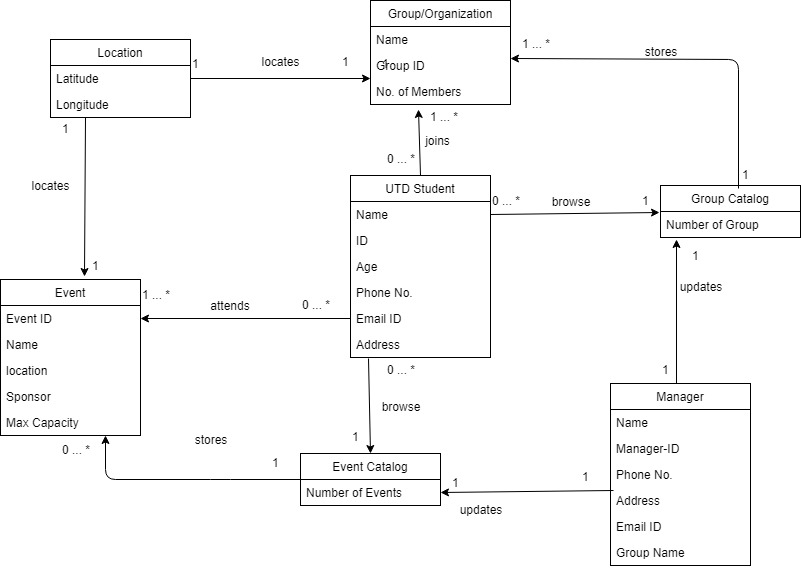 Group/Organization
Name
Group ID
1
No. of Members
Location
Latitude
Longitude
1
locates
1
1 ... *
stores
1
1
locates
1
1 ... *
joins
0 ... *
UTD Student
Name
ID
Age
Phone No.
Email ID
Address
0 ... *
browse
1
Group Catalog
Number of Group
1
updates
1
Event
Event ID
Name
location
Sponsor
Max Capacity
1 ... *
attends
0 ... *
0 ... *
browse
1
0 ... *
stores
1
Event Catalog
Number of Events
1
updates
1
Manager
Name
Manager-ID
Phone No.
Address
Email ID
Group Name